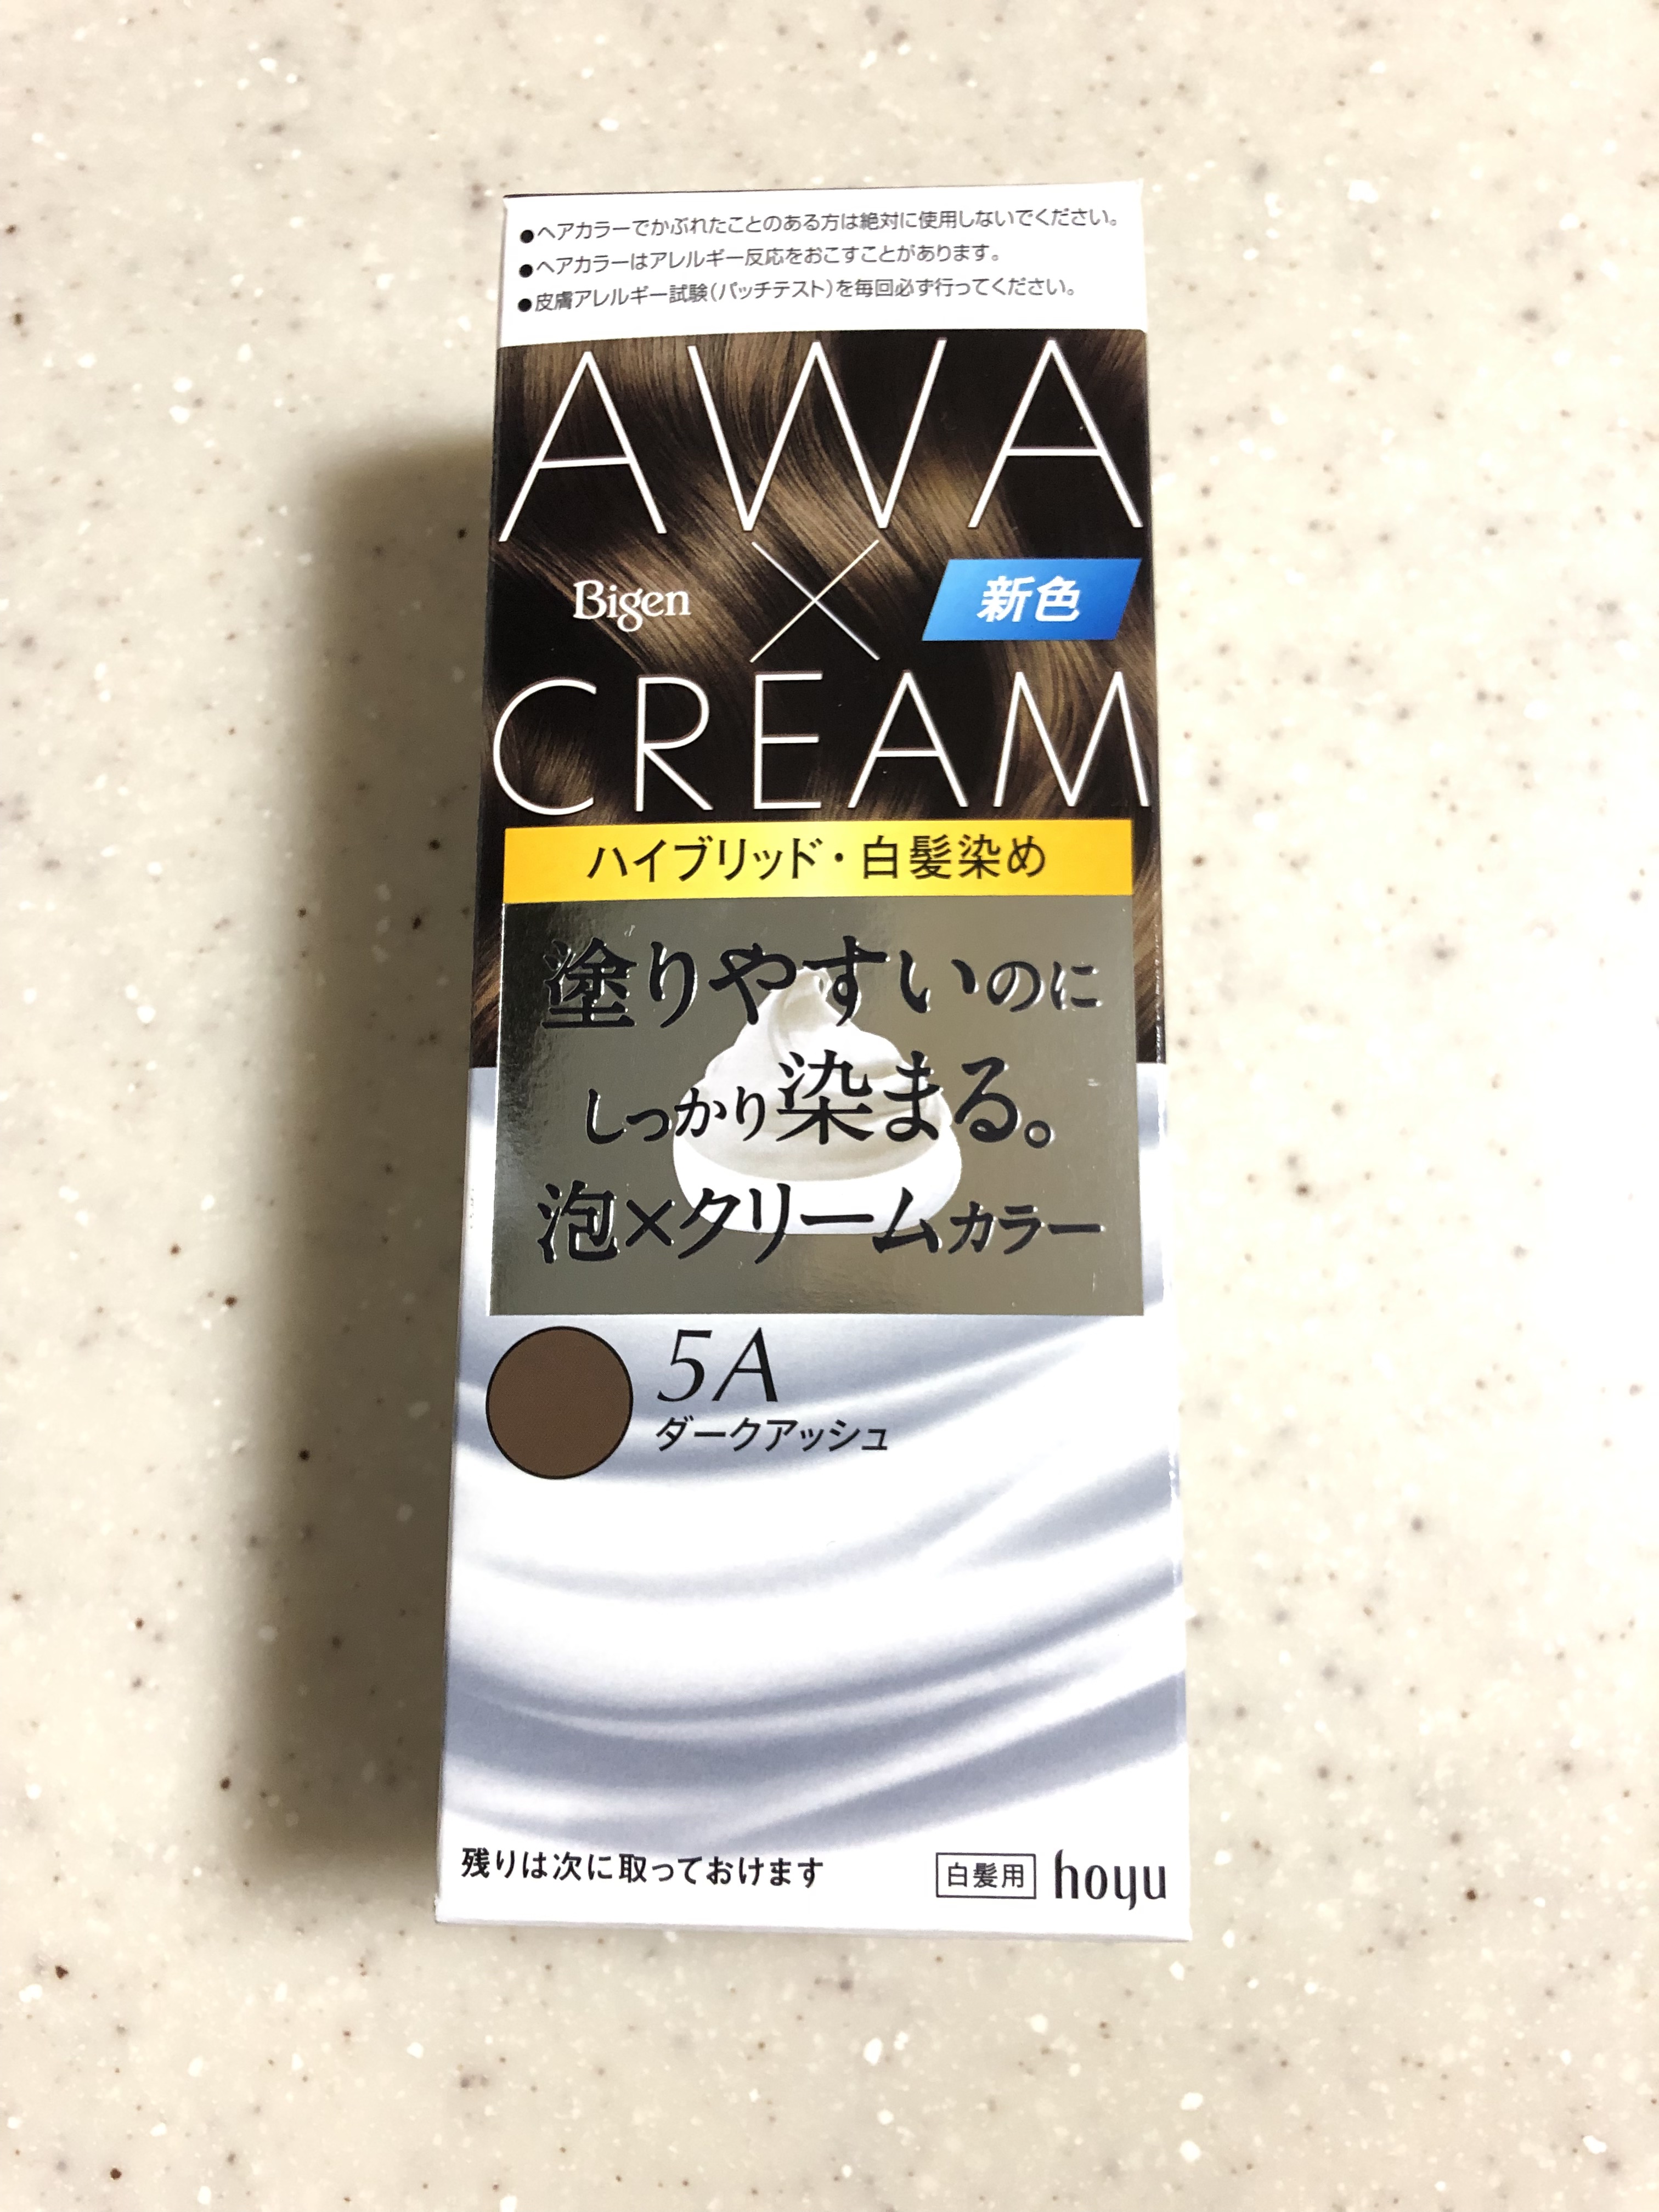 ●ヘアカラーでかぶれたことのある方は絶対に使用しないでください。
●ヘアカラーはアレルギー反応をおこすことがあります。
●皮膚アレルギー試験(パッチテスト)を毎回必ず行ってください。
AWA
Bigen × 新色
CREAM
ハイブリッド・白髪染め
塗りやすいのに
しっかり染まる。
泡×クリームカラー
5A
ダークアッシュ
残りは次に取っておけます 白髪用 hoyu